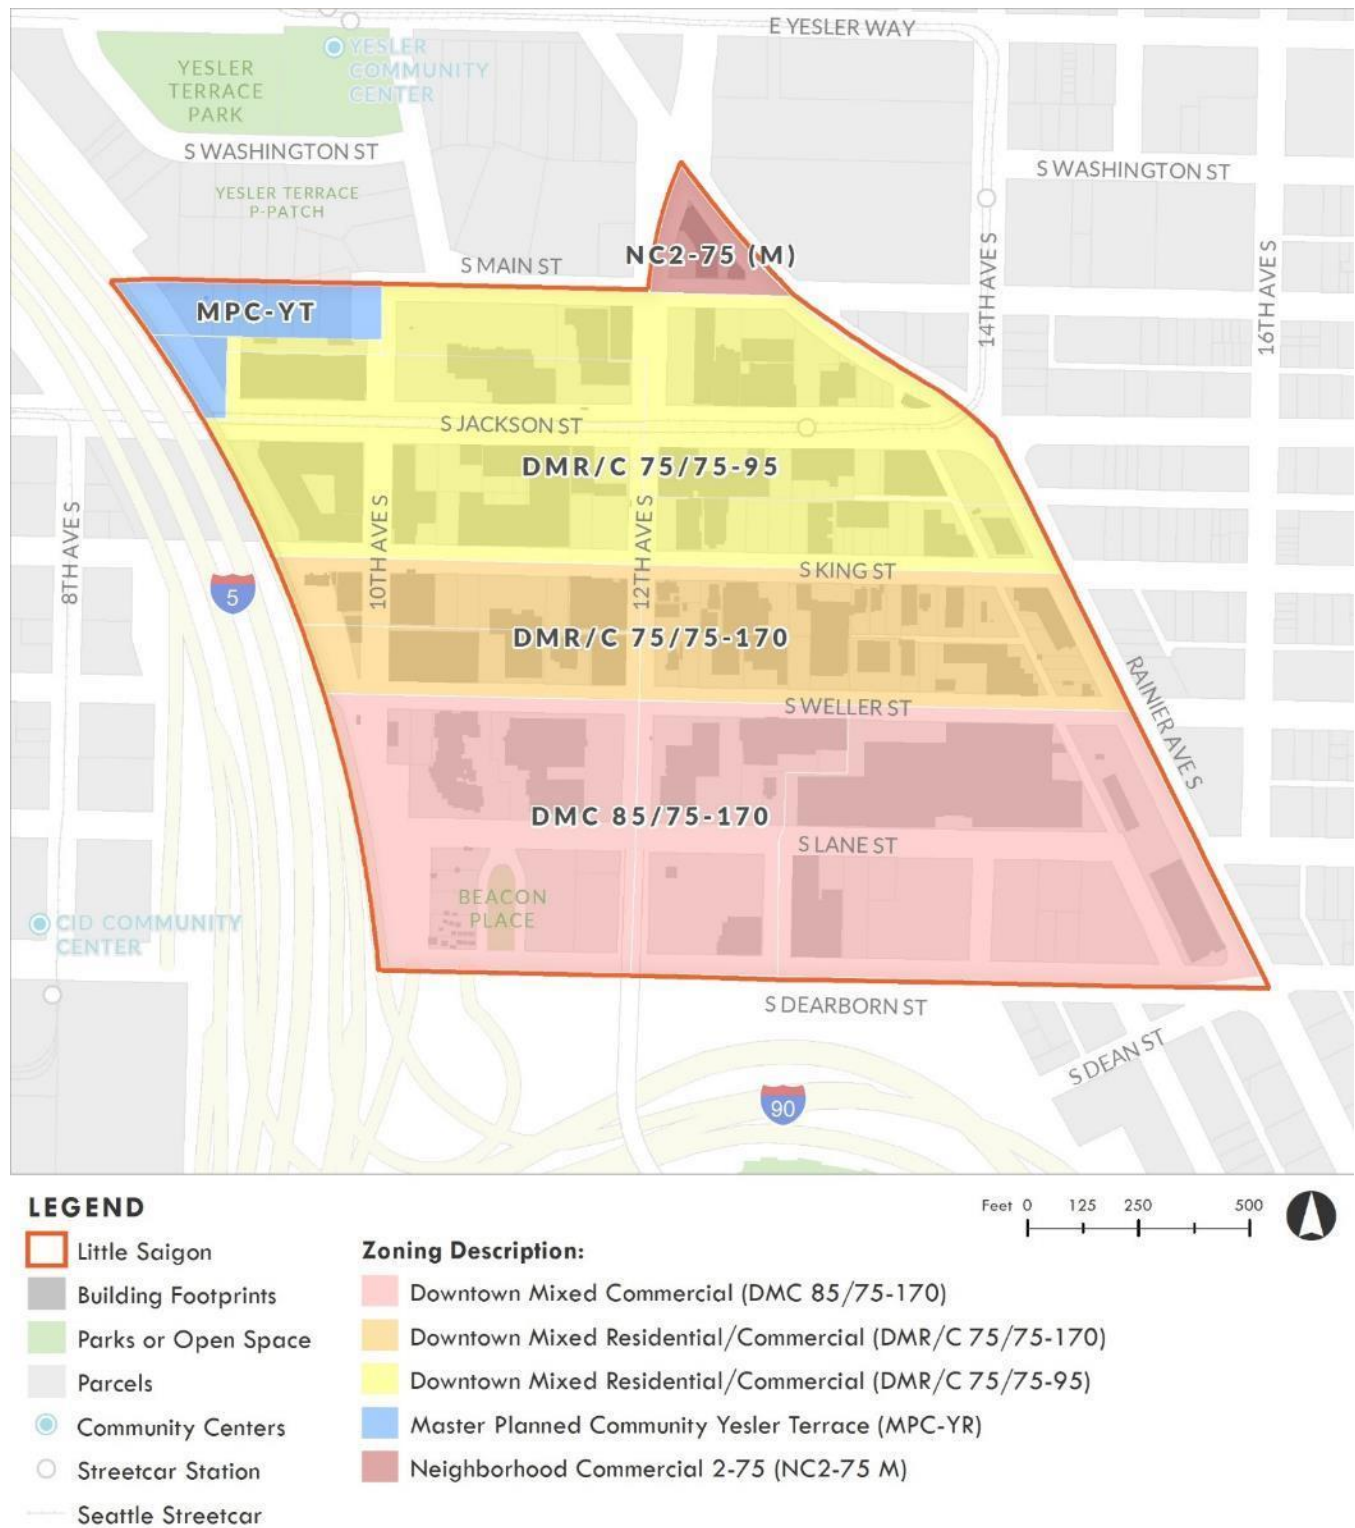 E YESLER WAY
YESLER
COMMUNITY
CENTER
YESLER
TERRACE
PARK
S WASHINGTON ST
S WASHINGTON ST
YESLER TERRACE
P-PATCH
NC2-75 (M)
S MAIN ST
14TH AVE S
16TH AVE S
MPC-YT
S JACKSON ST
DMR/C 75/75-95
8TH AVE S
10TH AVE S
12TH AVE S
S KING ST
5
DMR/C 75/75-170
RAINIER AVE S
S WELLER ST
DMC 85/75-170
S LANE ST
BEACON
PLACE
CID COMMUNITY
CENTER
S DEARBORN ST
S DEAN ST
90
LEGEND
Feet 0 125 250 500
Little Saigon
Building Footprints
Parks or Open Space
Parcels
Community Centers
Streetcar Station
Seattle Streetcar
Zoning Description:
Downtown Mixed Commercial (DMC 85/75-170)
Downtown Mixed Residential/Commercial (DMR/C 75/75-170)
Downtown Mixed Residential/Commercial (DMR/C 75/75-95)
Master Planned Community Yesler Terrace (MPC-YR)
Neighborhood Commercial 2-75 (NC2-75 M)